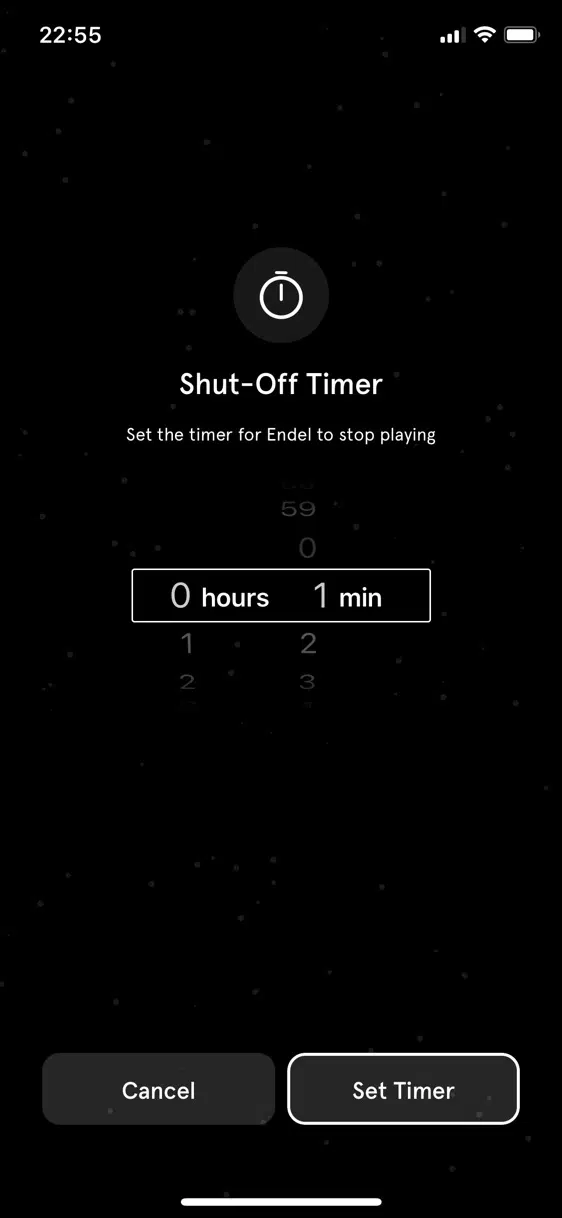 22:55
Shut-Off Timer
Set the timer for Endel to stop playing
59
0
0 hours 1 min
1 2
2 3
Cancel Set Timer